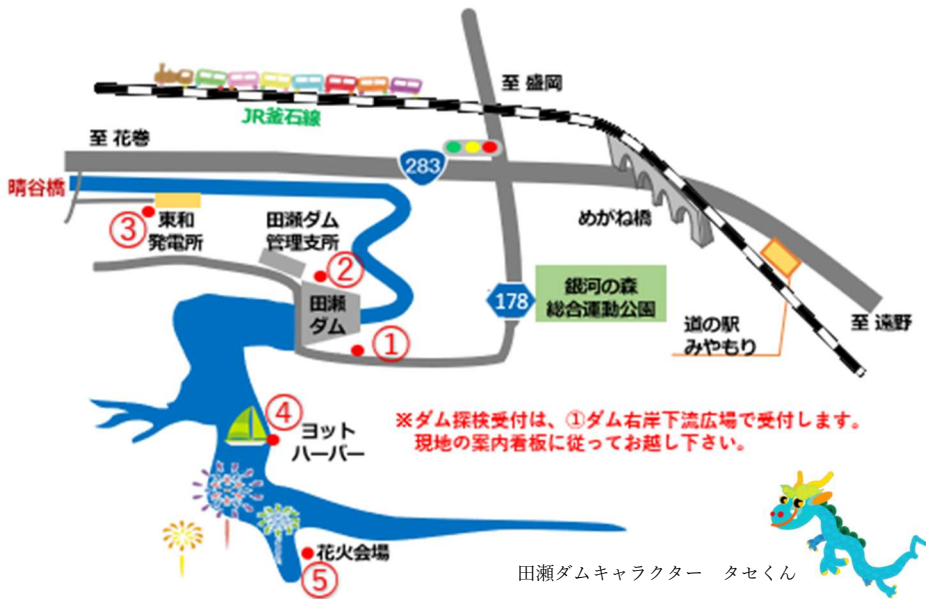 至 盛岡
JR釜石線
至 花巻
283
晴谷橋
めがね橋
③
東和
発電所
田瀬ダム
管理支所
②
田瀬
ダム
178
銀河の森
総合運動公園
道の駅
みやもり
至 遠野
①
④
ヨット
ハーバー
※ダム探検受付は、①ダム右岸下流広場で受付します。
現地の案内看板に従ってお越し下さい。
花火会場
⑤
田瀬ダムキャラクター　タセくん